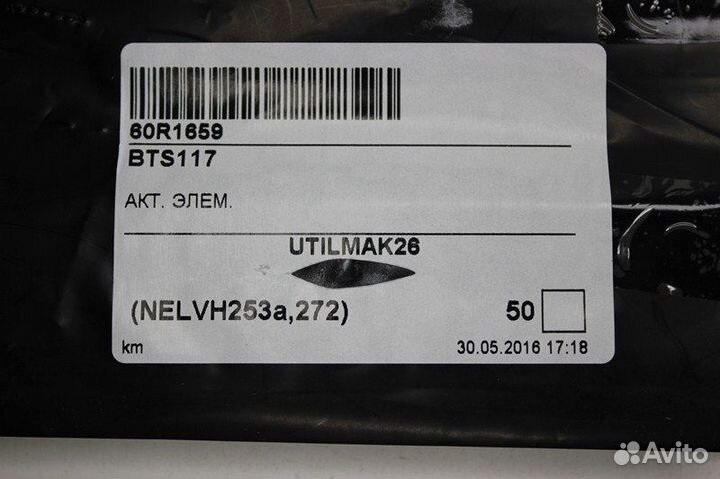 60R1659
BTS117
АКТ. ЭЛЕМ.
UTILMAK26
(NELVH253a,272)
50
km
30.05.2016 17:18
Avito